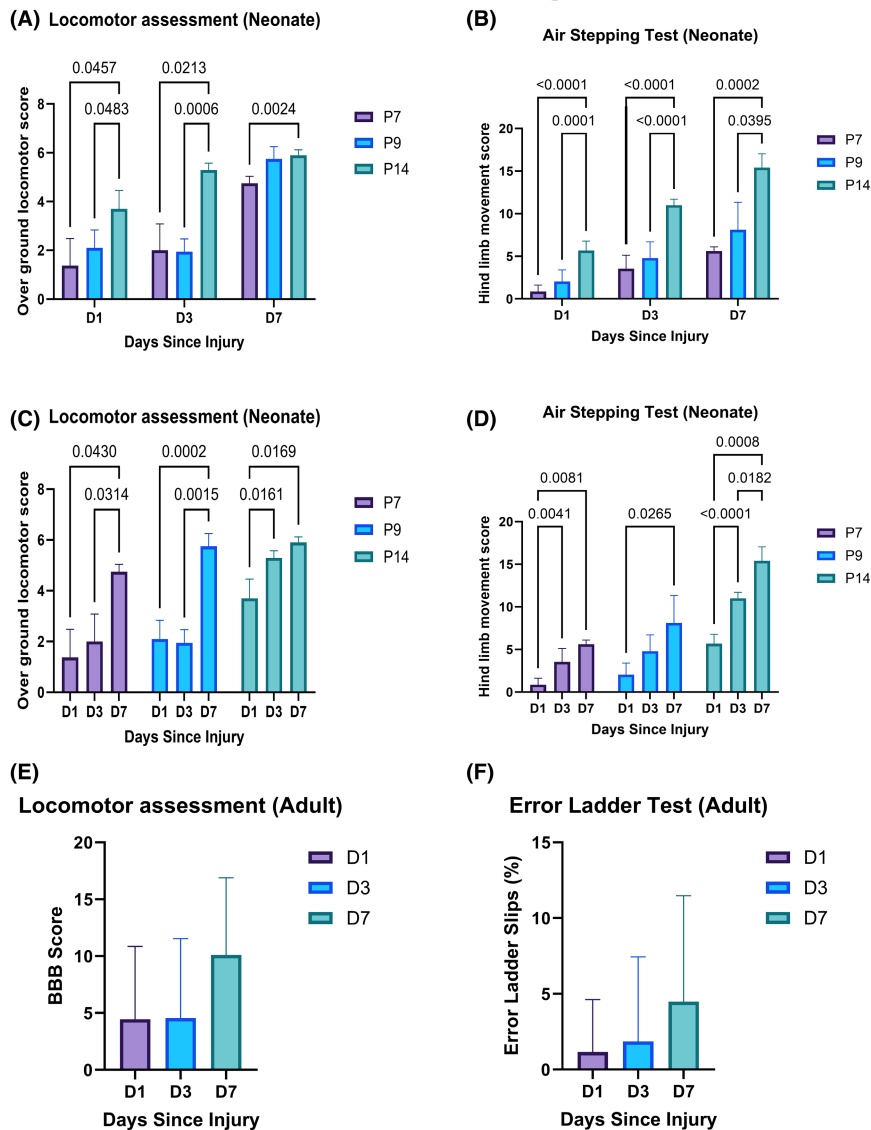 (A) Locomotor assessment (Neonate)
0.0457
0.0213
0.0483
0.0006
0.0024
Over ground locomotor score
8
6
4
2
0
D1 D3 D7
Days Since Injury
P7
P9
P14
(B)
Air Stepping Test (Neonate)
<0.0001
<0.0001
0.0002
0.0001
<0.0001
0.0395
Hind limb movement score
20
15
10
5
0
D1 D3 D7
Days Since Injury
P7
P9
P14
(C) Locomotor assessment (Neonate)
0.0430
0.0002
0.0169
0.0314
0.0015
0.0161
Over ground locomotor score
8
6
4
2
0
D1 D3 D7 D1 D3 D7 D1 D3 D7
Days Since Injury
P7
P9
P14
(D)
Air Stepping Test (Neonate)
0.0008
0.0081
0.0182
0.0041
0.0265
<0.0001
Hind limb movement score
20
15
10
5
0
D1 D3 D7 D1 D3 D7 D1 D3 D7
Days Since Injury
P7
P9
P14
(E)
Locomotor assessment (Adult)
BBB Score
20
15
10
5
0
D1 D3 D7
Days Since Injury
D1
D3
D7
(F)
Error Ladder Test (Adult)
Error Ladder Slips (%)
15
10
5
0
D1 D3 D7
Days Since Injury
D1
D3
D7